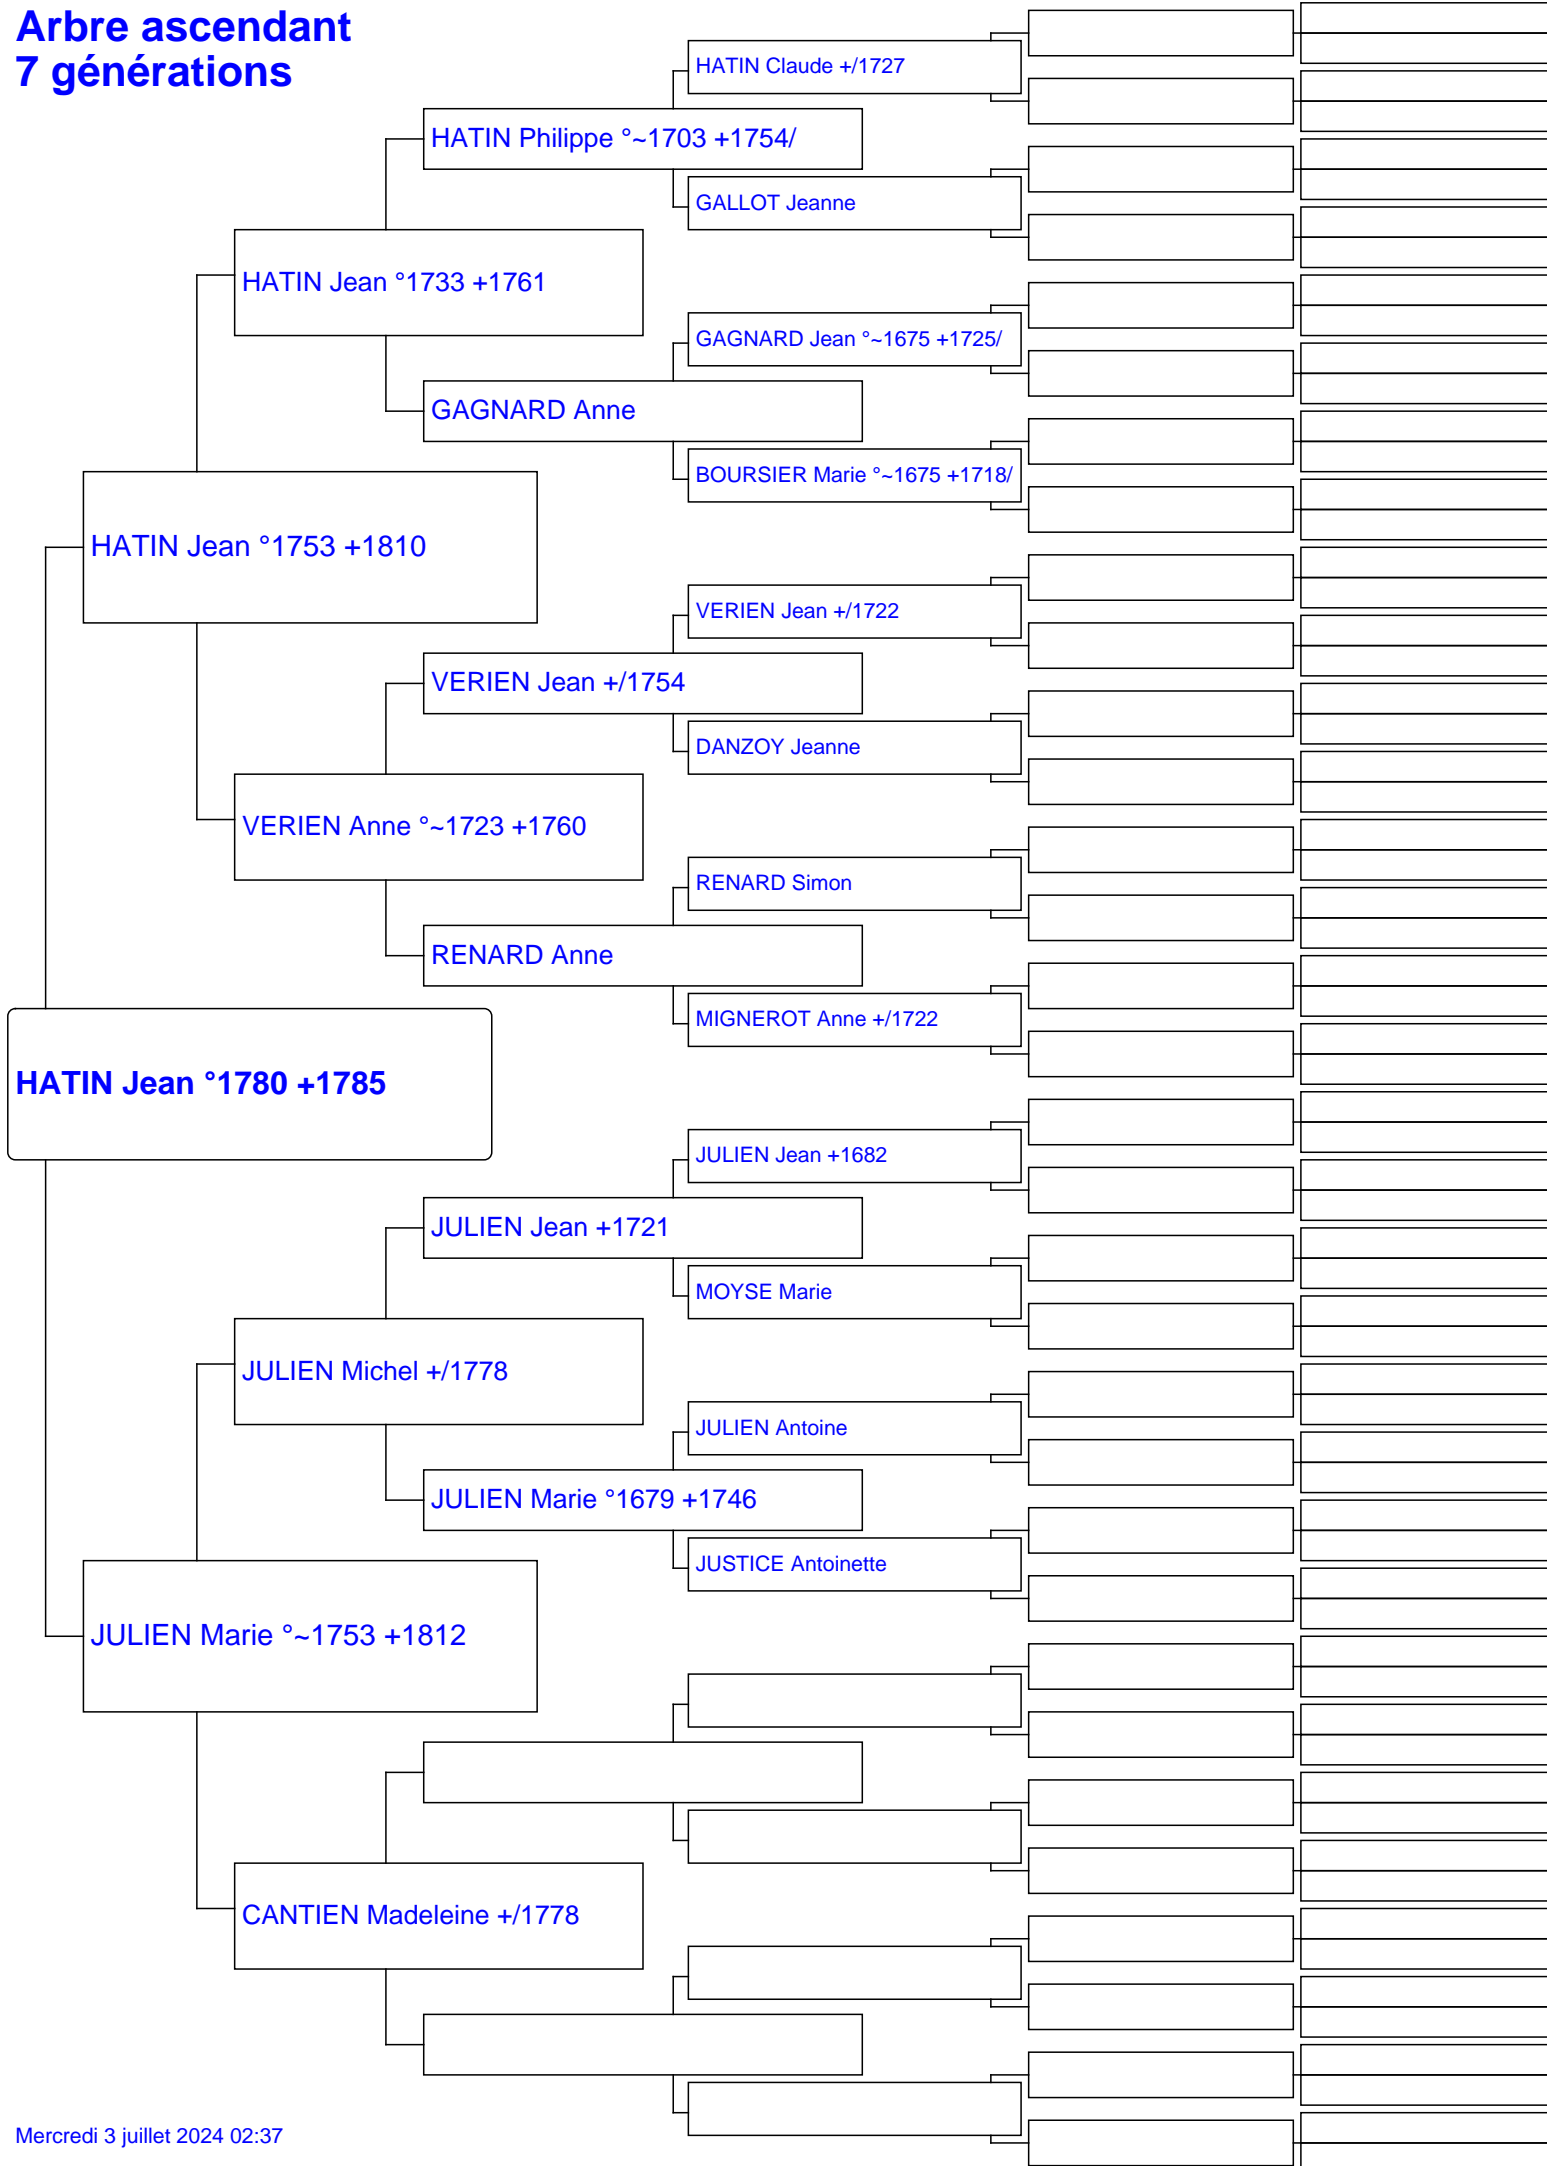 Arbre ascendant
7 générations
HATIN Claude +/1727
HATIN Philippe °~1703 +1754/
GALLOT Jeanne
HATIN Jean °1733 +1761
GAGNARD Jean °~1675 +1725/
GAGNARD Anne
BOURSIER Marie °~1675 +1718/
HATIN Jean °1753 +1810
VERIEN Jean +/1722
VERIEN Jean +/1754
DANZOY Jeanne
VERIEN Anne °~1723 +1760
RENARD Simon
RENARD Anne
MIGNEROT Anne +/1722
HATIN Jean °1780 +1785
JULIEN Jean +1682
JULIEN Jean +1721
MOYSE Marie
JULIEN Michel +/1778
JULIEN Antoine
JULIEN Marie °1679 +1746
JUSTICE Antoinette
JULIEN Marie °~1753 +1812
CANTIEN Madeleine +/1778
Mercredi 3 juillet 2024 02:37